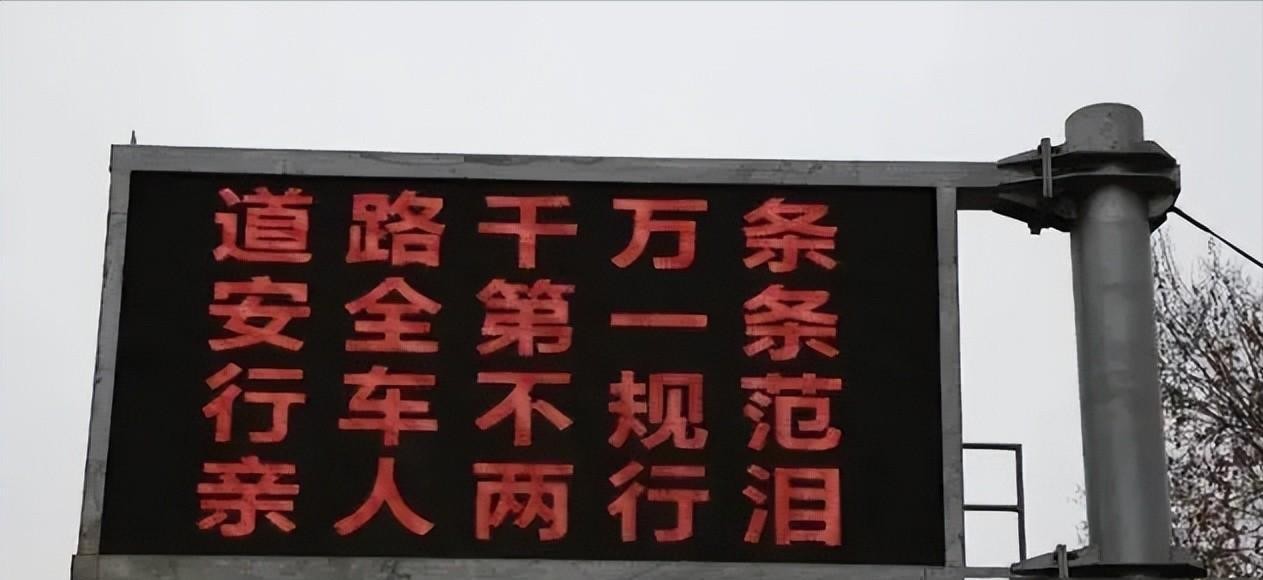 道路千万条
安全第一条
行车不规范
亲人两行泪